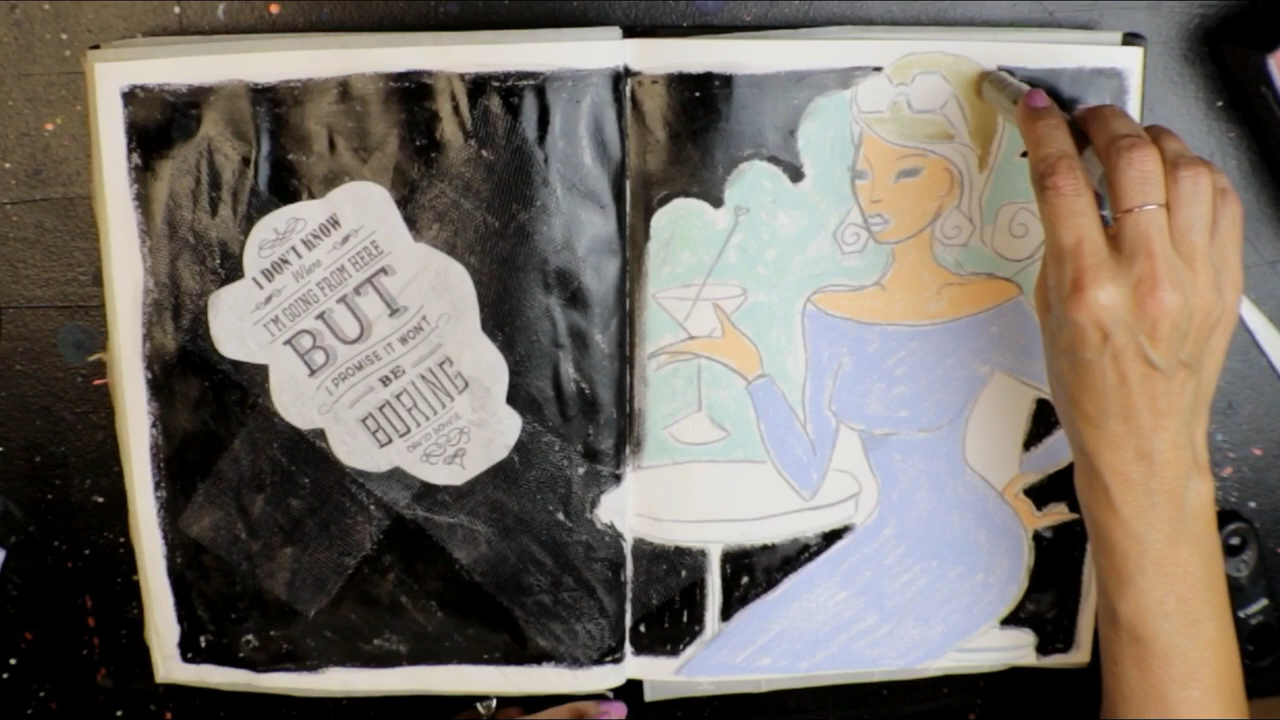 I DON'T KNOW
Where
I'M GOING FROM HERE
BUT
I PROMISE IT WON'T
BE
BORING
DAVID BOWIE